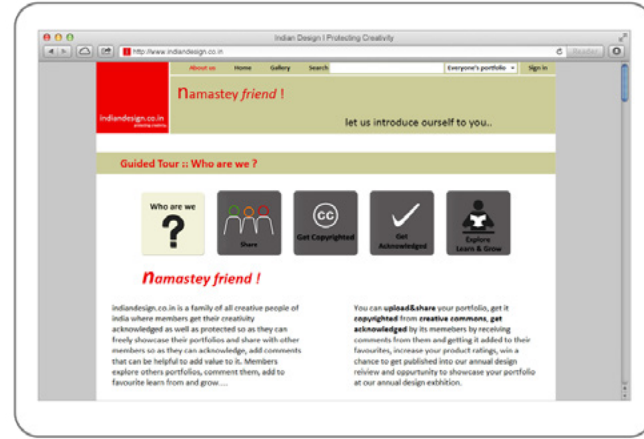 Indian Design | Protecting Creativity
http://www.indiandesign.co.in
Reader
About us Home Gallery Search Everyone's portfolio Sign in
namastey friend !
indiandesign.co.in
protecting creativity
let us introduce ourself to you..
Guided Tour :: Who are we ?
Who are we
?
Share
cc
Get Copyrighted
Get
Acknowledged
Explore
Learn & Grow
namastey friend !
indiandesign.co.in is a family of all creative people of
india where members get their creativity
acknowledged as well as protected so as they can
freely showcase their portfolios and share with other
members so as they can acknowledge, add comments
that can be helpful to add value to it. Members
explore others portfolios, comment them, add to
favourite learn from and grow....
You can upload&share your portfolio, get it
copyrighted from creative commons, get
acknowledged by its memebers by receiving
comments from them and getting it added to their
favourites, increase your product ratings, win a
chance to get published into our annual design
reiview and oppurtunity to showcase your portfolio
at our annual design exbhition.